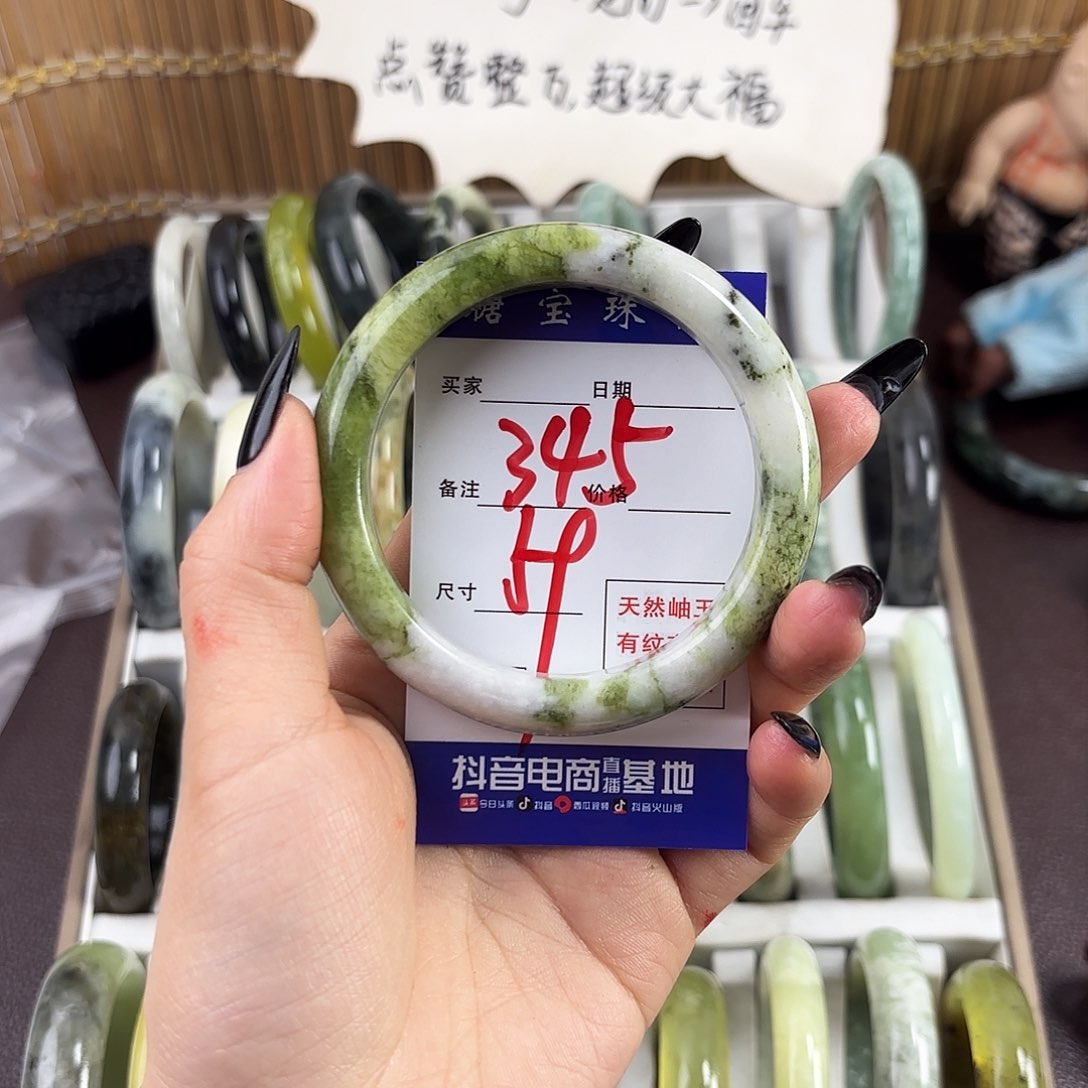 点赞整万,超级大福
宝珠
买家 日期
345
备注 价格
59
尺寸
天然岫玉
有纹
抖音电商直播基地
今日头条 抖音 西瓜视频 抖音火山版